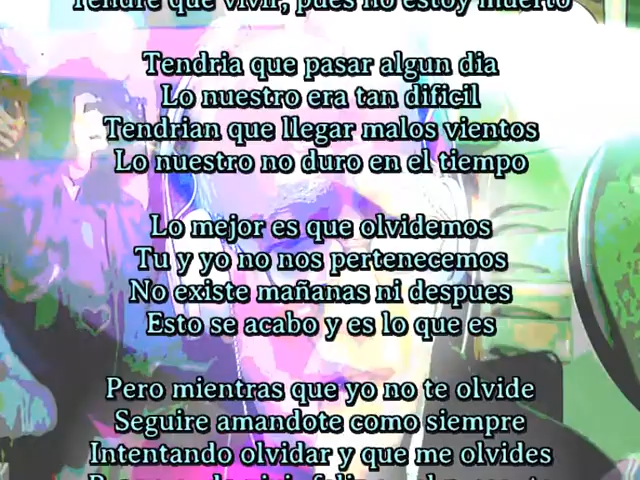 Tendre que vivir, pues no estoy muerto
Tendria que pasar algun dia
Lo nuestro era tan dificil
Tendrian que llegar malos vientos
Lo nuestro no duro en el tiempo
Lo mejor es que olvidemos
Tu y yo no nos pertenecemos
No existe mañanas ni despues
Esto se acabo y es lo que es
Pero mientras que yo no te olvide
Seguire amandote como siempre
Intentando olvidar y que me olvides